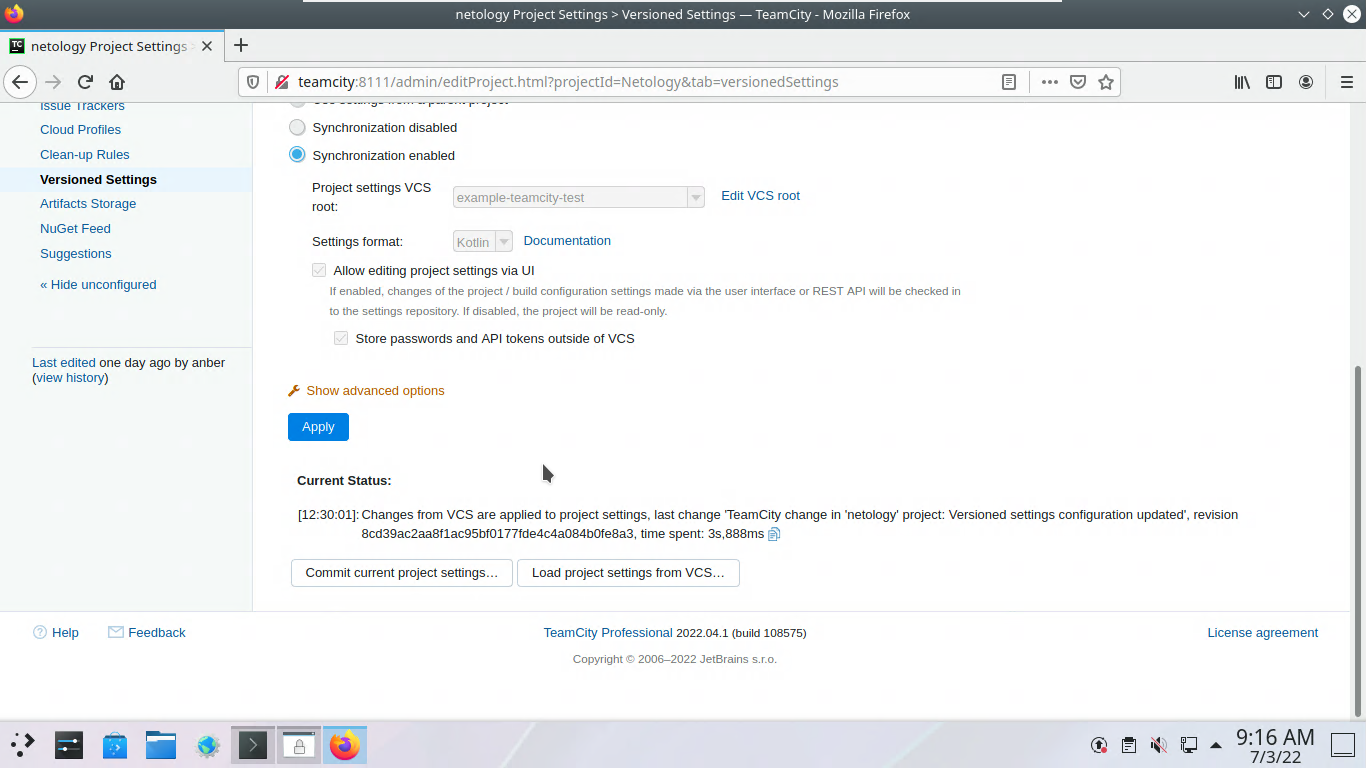 netology Project Settings > Versioned Settings — TeamCity - Mozilla Firefox
TC netology Project Settings
teamcity:8111/admin/editProject.html?projectId=Netology&tab=versionedSettings
Issue Trackers
Cloud Profiles
Clean-up Rules
Versioned Settings
Artifacts Storage
NuGet Feed
Suggestions
« Hide unconfigured
Last edited one day ago by anber
(view history)
Use settings from a parent project
Synchronization disabled
Synchronization enabled
Project settings VCS
root:
example-teamcity-test
Edit VCS root
Settings format:
Kotlin
Documentation
Allow editing project settings via UI
If enabled, changes of the project / build configuration settings made via the user interface or REST API will be checked in
to the settings repository. If disabled, the project will be read-only.
Store passwords and API tokens outside of VCS
Show advanced options
Apply
Current Status:
[12:30:01]: Changes from VCS are applied to project settings, last change 'TeamCity change in 'netology' project: Versioned settings configuration updated', revision
8cd39ac2aa8f1ac95bf0177fde4c4a084b0fe8a3, time spent: 3s,888ms
Commit current project settings…
Load project settings from VCS…
Help
Feedback
TeamCity Professional 2022.04.1 (build 108575)
License agreement
Copyright © 2006–2022 JetBrains s.r.o.
9:16 AM
7/3/22